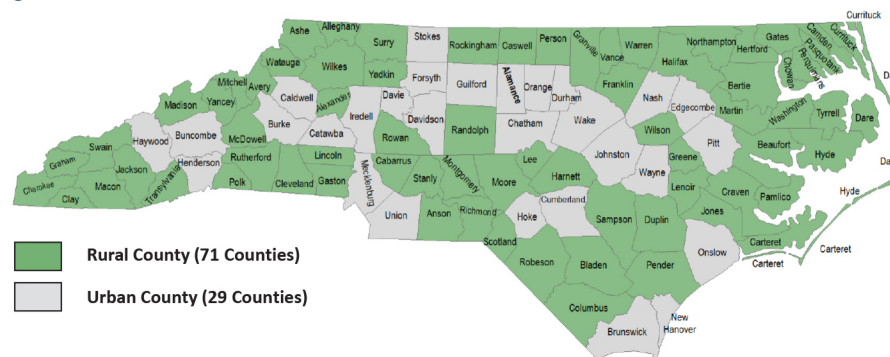 Currituck
Ashe
Alleghany
Surry
Stokes
Rockingham
Caswell
Person
Granville
Vance
Warren
Northampton
Gates
Hertford
Camden
Currituck
Pasquotank
Perquimans
Chowan
Halifax
Watauga
Wilkes
Yadkin
Forsyth
Guilford
Alamance
Orange
Durham
Franklin
Bertie
Da
Mitchell
Avery
Madison
Yancey
Caldwell
Alexander
Davie
Iredell
Davidson
Nash
Edgecombe
Martin
Washington
Tyrrell
Dare
Haywood
Buncombe
McDowell
Burke
Catawba
Rowan
Randolph
Chatham
Wake
Wilson
Pitt
Beaufort
Hyde
Da
Swain
Graham
Cherokee
Jackson
Macon
Clay
Transylvania
Henderson
Rutherford
Polk
Cleveland
Lincoln
Gaston
Mecklenburg
Cabarrus
Stanly
Montgomery
Moore
Lee
Harnett
Johnston
Wayne
Greene
Lenoir
Craven
Pamlico
Hyde
Union
Anson
Richmond
Hoke
Cumberland
Sampson
Duplin
Jones
Carteret
Carteret
Carteret
Scotland
Robeson
Bladen
Pender
Onslow
Columbus
Brunswick
New
Hanover
Rural County (71 Counties)
Urban County (29 Counties)